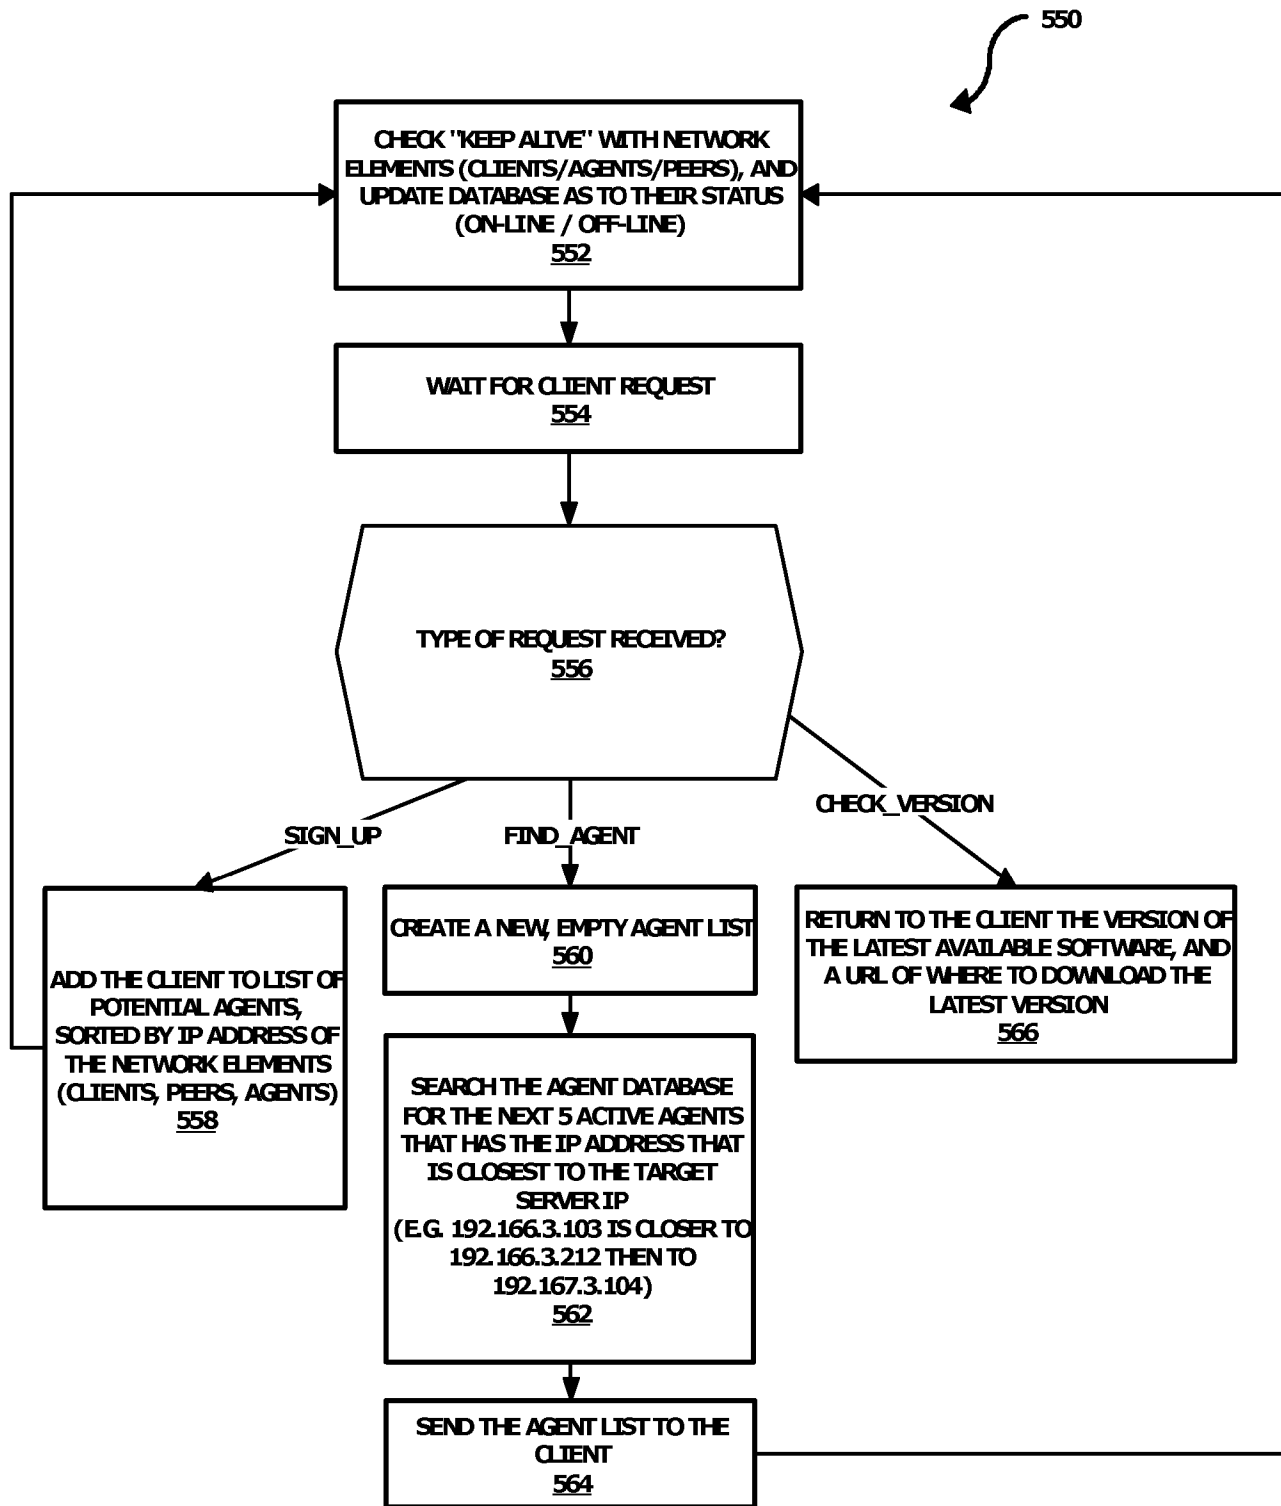 550
CHECK "KEEP ALIVE" WITH NETWORK
ELEMENTS (CLIENTS/AGENTS/PEERS), AND
UPDATE DATABASE AS TO THEIR STATUS
(ON-LINE / OFF-LINE)
552
WAIT FOR CLIENT REQUEST
554
TYPE OF REQUEST RECEIVED?
556
SIGN_UP
FIND_AGENT
CHECK_VERSION
ADD THE CLIENT TO LIST OF
POTENTIAL AGENTS,
SORTED BY IP ADDRESS OF
THE NETWORK ELEMENTS
(CLIENTS, PEERS, AGENTS)
558
CREATE A NEW, EMPTY AGENT LIST
560
RETURN TO THE CLIENT THE VERSION OF
THE LATEST AVAILABLE SOFTWARE, AND
A URL OF WHERE TO DOWNLOAD THE
LATEST VERSION
566
SEARCH THE AGENT DATABASE
FOR THE NEXT 5 ACTIVE AGENTS
THAT HAS THE IP ADDRESS THAT
IS CLOSEST TO THE TARGET
SERVER IP
(E.G. 192.166.3.103 IS CLOSER TO
192.166.3.212 THEN TO
192.167.3.104)
562
SEND THE AGENT LIST TO THE
CLIENT
564